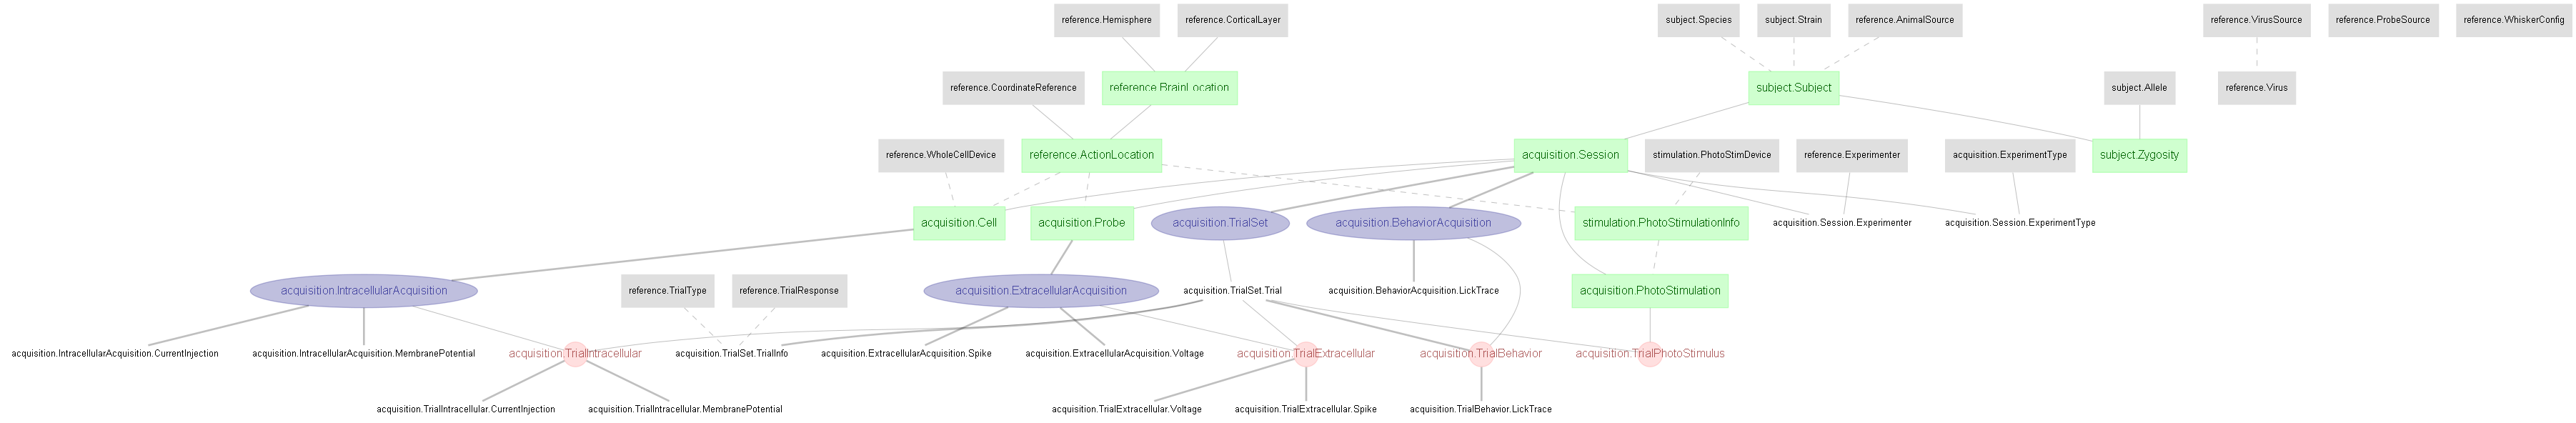 reference.Hemisphere
reference.CorticalLayer
subject.Species
subject.Strain
reference.AnimalSource
reference.VirusSource
reference.ProbeSource
reference.WhiskerConfig
reference.CoordinateReference
reference.BrainLocation
subject.Subject
subject.Allele
reference.Virus
reference.WholeCellDevice
reference.ActionLocation
acquisition.Session
stimulation.PhotoStimDevice
reference.Experimenter
acquisition.ExperimentType
subject.Zygosity
acquisition.Cell
acquisition.Probe
acquisition.TrialSet
acquisition.BehaviorAcquisition
stimulation.PhotoStimulationInfo
acquisition.Session.Experimenter
acquisition.Session.ExperimentType
acquisition.IntracellularAcquisition
reference.TrialType
reference.TrialResponse
acquisition.ExtracellularAcquisition
acquisition.TrialSet.Trial
acquisition.BehaviorAcquisition.LickTrace
acquisition.PhotoStimulation
acquisition.IntracellularAcquisition.CurrentInjection
acquisition.IntracellularAcquisition.MembranePotential
acquisition.TrialIntracellular
acquisition.TrialSet.TrialInfo
acquisition.ExtracellularAcquisition.Spike
acquisition.ExtracellularAcquisition.Voltage
acquisition.TrialExtracellular
acquisition.TrialBehavior
acquisition.TrialPhotoStimulus
acquisition.TrialIntracellular.CurrentInjection
acquisition.TrialIntracellular.MembranePotential
acquisition.TrialExtracellular.Voltage
acquisition.TrialExtracellular.Spike
acquisition.TrialBehavior.LickTrace